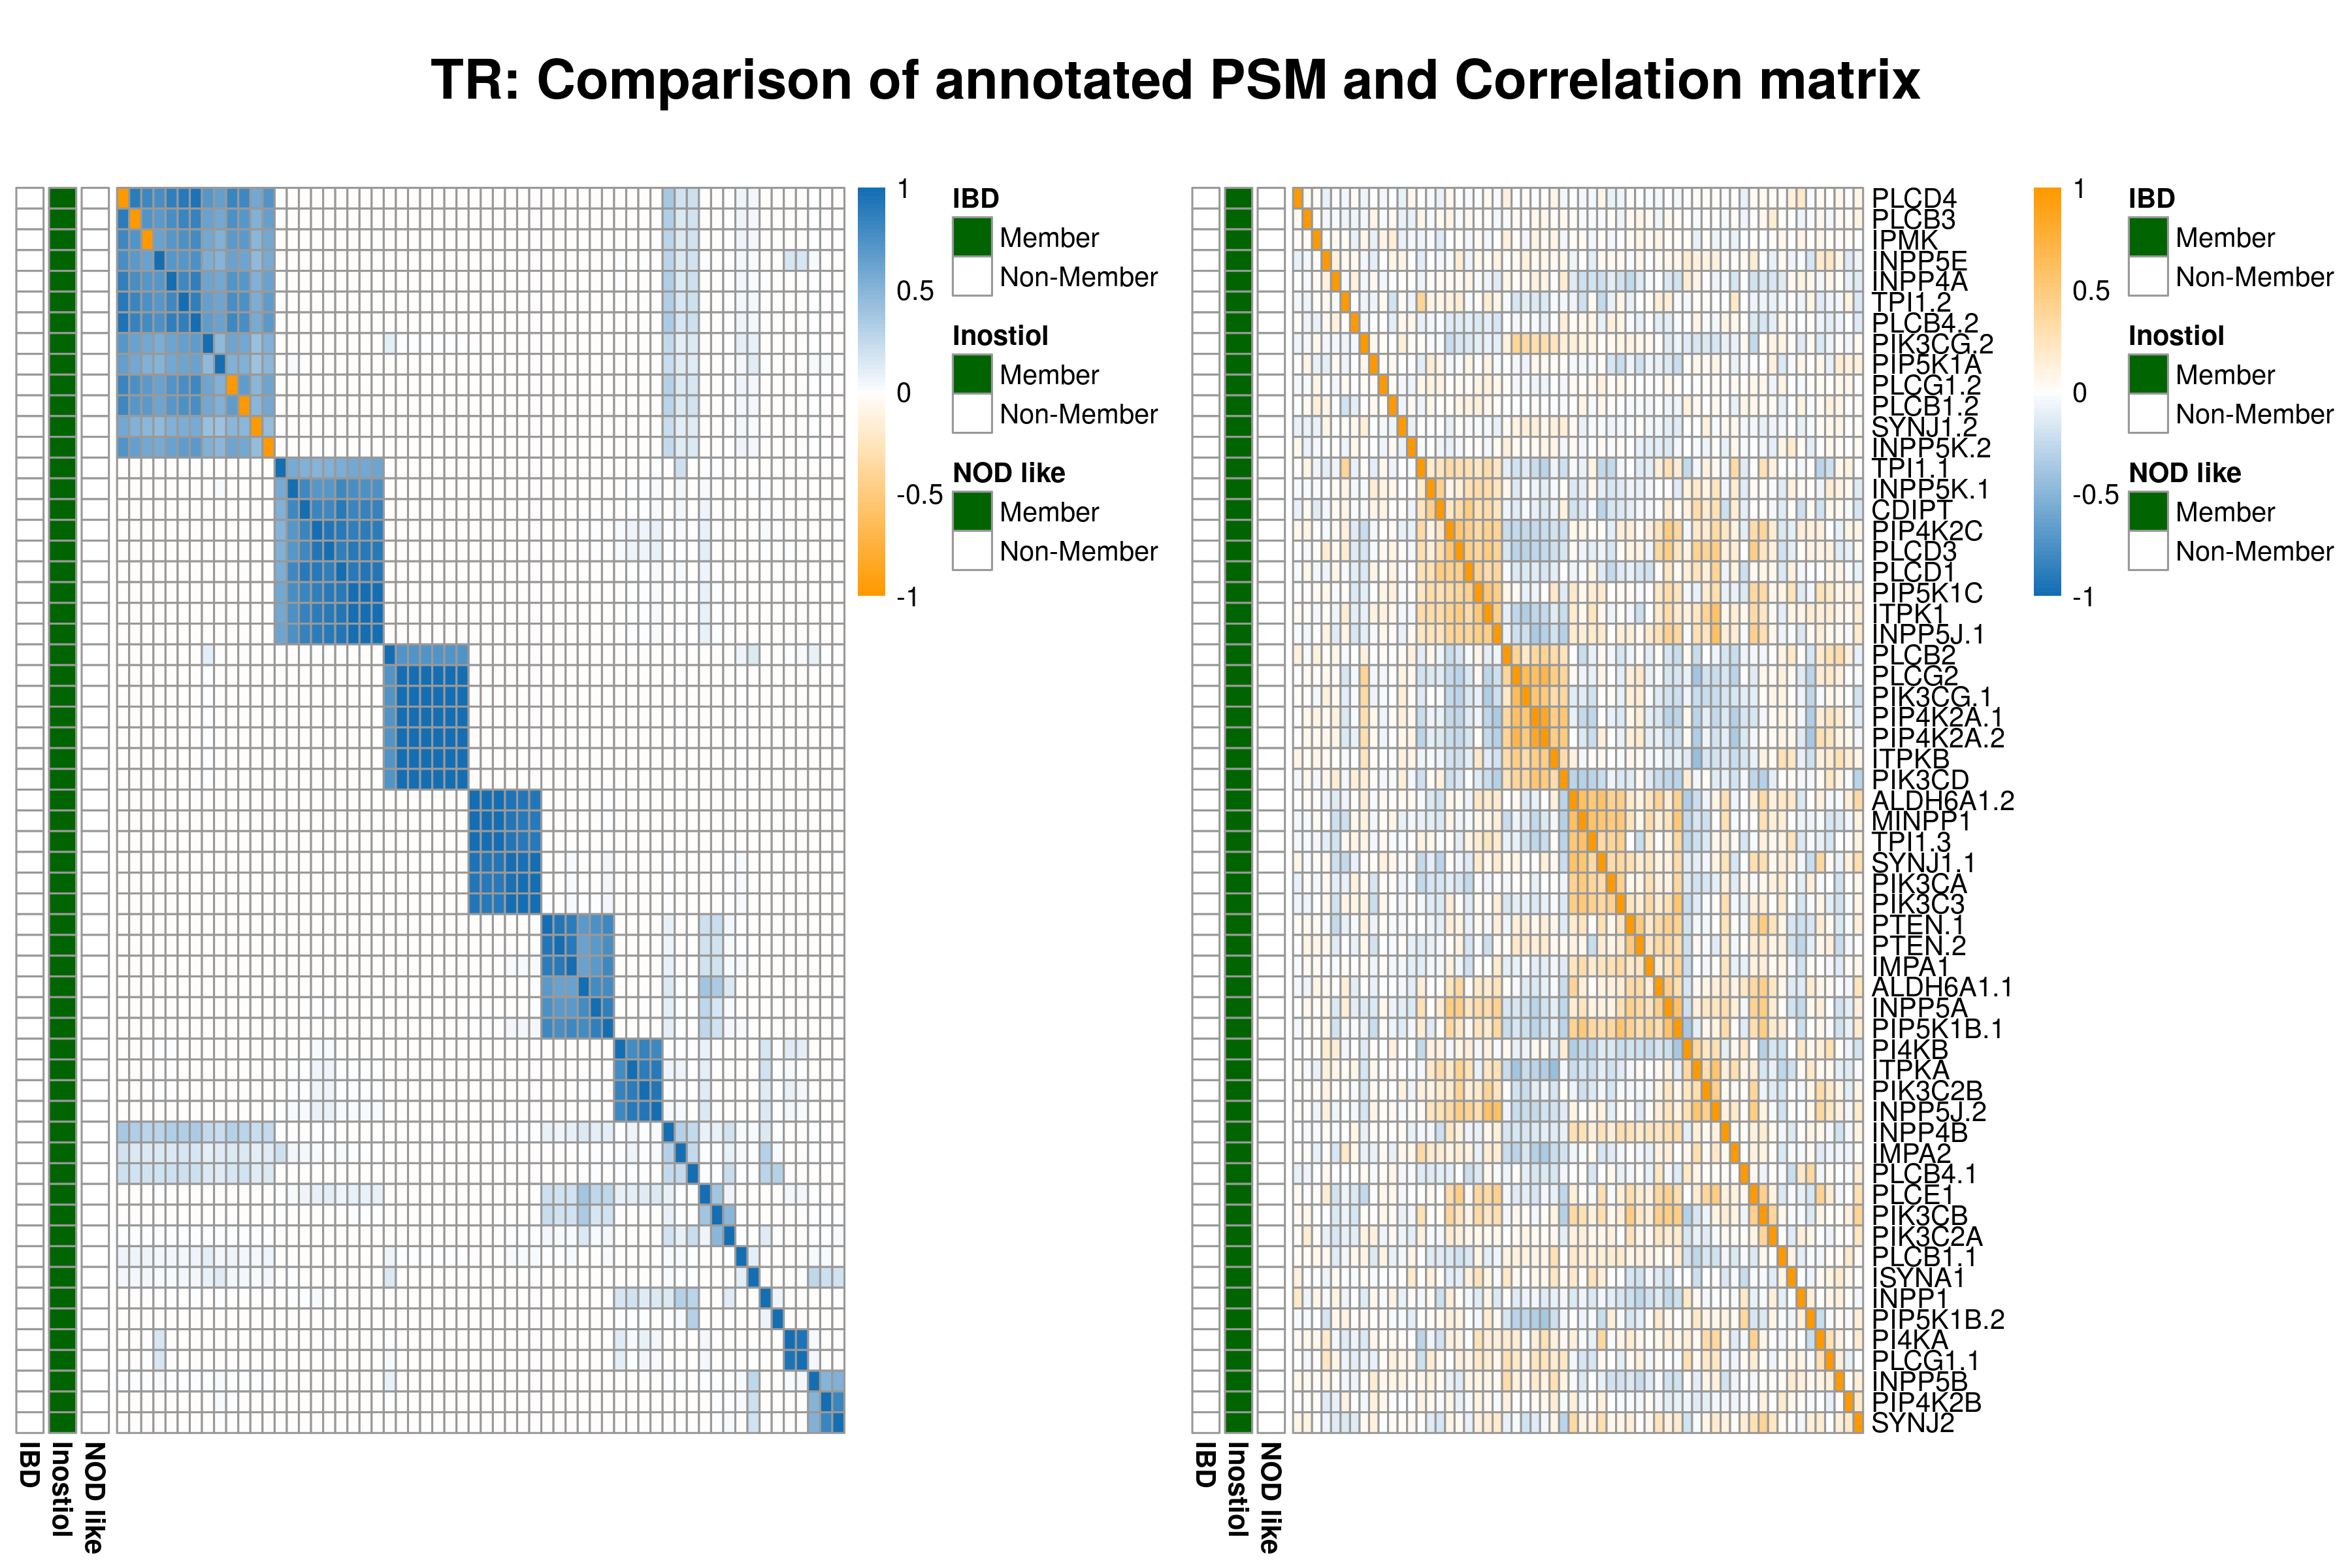 TR: Comparison of annotated PSM and Correlation matrix
1
0.5
0
-0.5
-1
IBD
Member
Non-Member
Inostiol
Member
Non-Member
NOD like
Member
Non-Member
IBD
Inostiol
NOD like
PLCD4
PLCB3
IPMK
INPP5E
INPP4A
TPI1.2
PLCB4.2
PIK3CG.2
PIP5K1A
PLCG1.2
PLCB1.2
SYNJ1.2
INPP5K.2
TPI1.1
INPP5K.1
CDIPT
PIP4K2C
PLCD3
PLCD1
PIP5K1C
ITPK1
INPP5J.1
PLCB2
PLCG2
PIK3CG.1
PIP4K2A.1
PIP4K2A.2
ITPKB
PIK3CD
ALDH6A1.2
MINPP1
TPI1.3
SYNJ1.1
PIK3CA
PIK3C3
PTEN.1
PTEN.2
IMPA1
ALDH6A1.1
INPP5A
PIP5K1B.1
PI4KB
ITPKA
PIK3C2B
INPP5J.2
INPP4B
IMPA2
PLCB4.1
PLCE1
PIK3CB
PIK3C2A
PLCB1.1
ISYNA1
INPP1
PIP5K1B.2
PI4KA
PLCG1.1
INPP5B
PIP4K2B
SYNJ2
1
0.5
0
-0.5
-1
IBD
Member
Non-Member
Inostiol
Member
Non-Member
NOD like
Member
Non-Member
IBD
Inostiol
NOD like